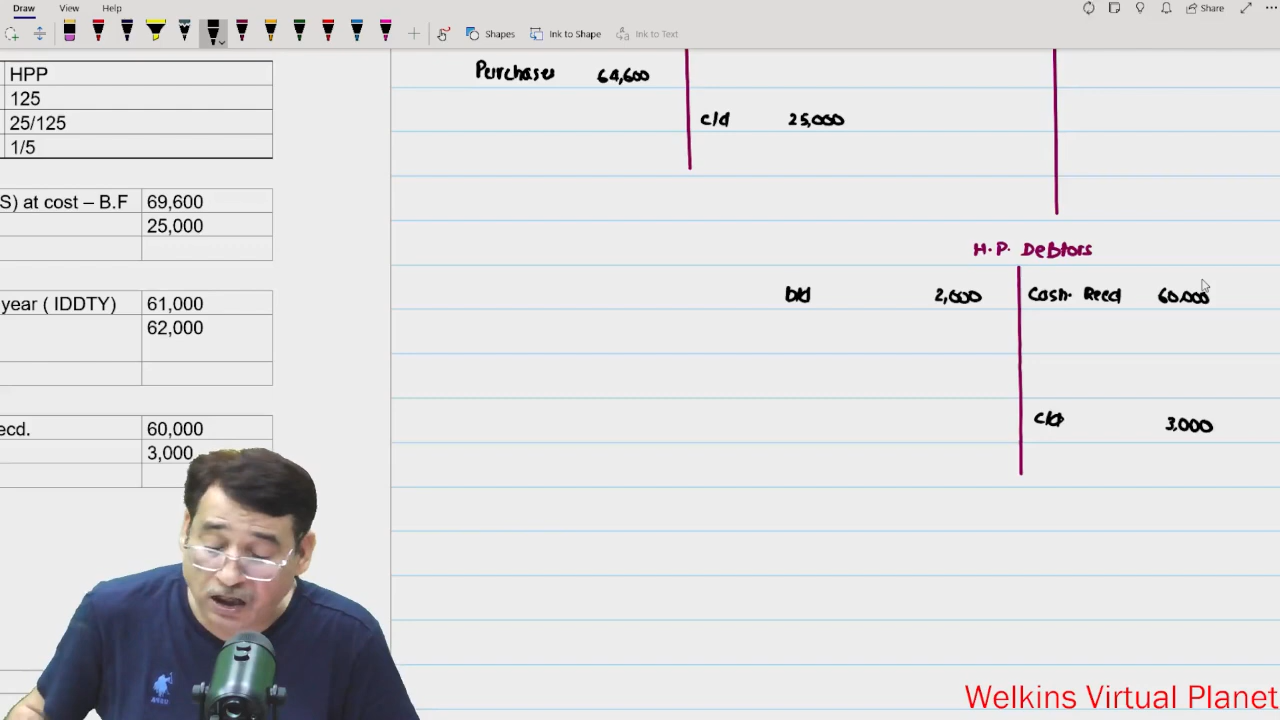 Draw View Help
Share
Shapes Ink to Shape Ink to Text
HPP
125
25/125
1/5
S) at cost – B.F 69,600
25,000
year ( IDDTY) 61,000
62,000
ecd. 60,000
3,000
Purchases 64,600
c/d 25,000
H.P. Debtors
b/d 2,000 Cash Recd 60,000
c/d 3,000
Welkins Virtual Planet